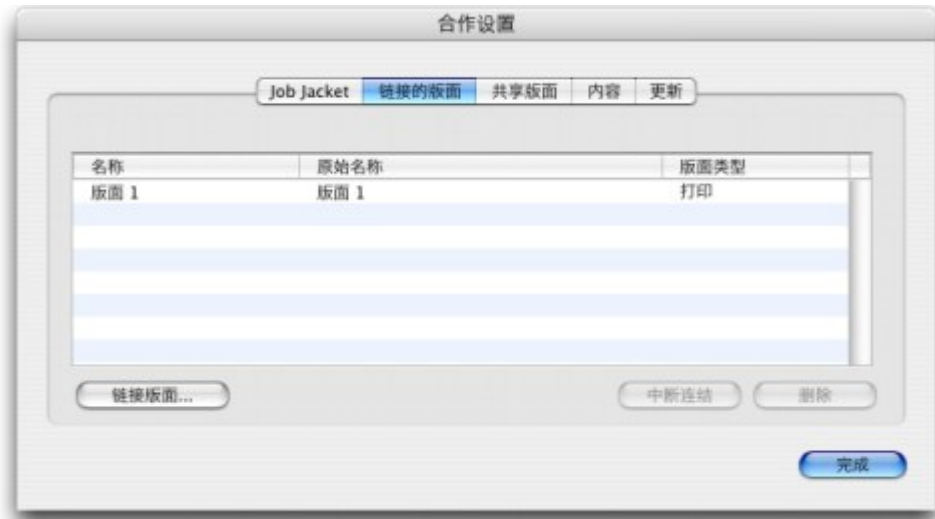 合作设置
Job Jacket 链接的版面 共享版面 内容 更新
名称 原始名称 版面类型
版面 1 版面 1 打印
链接版面... 中断连结 删除
完成